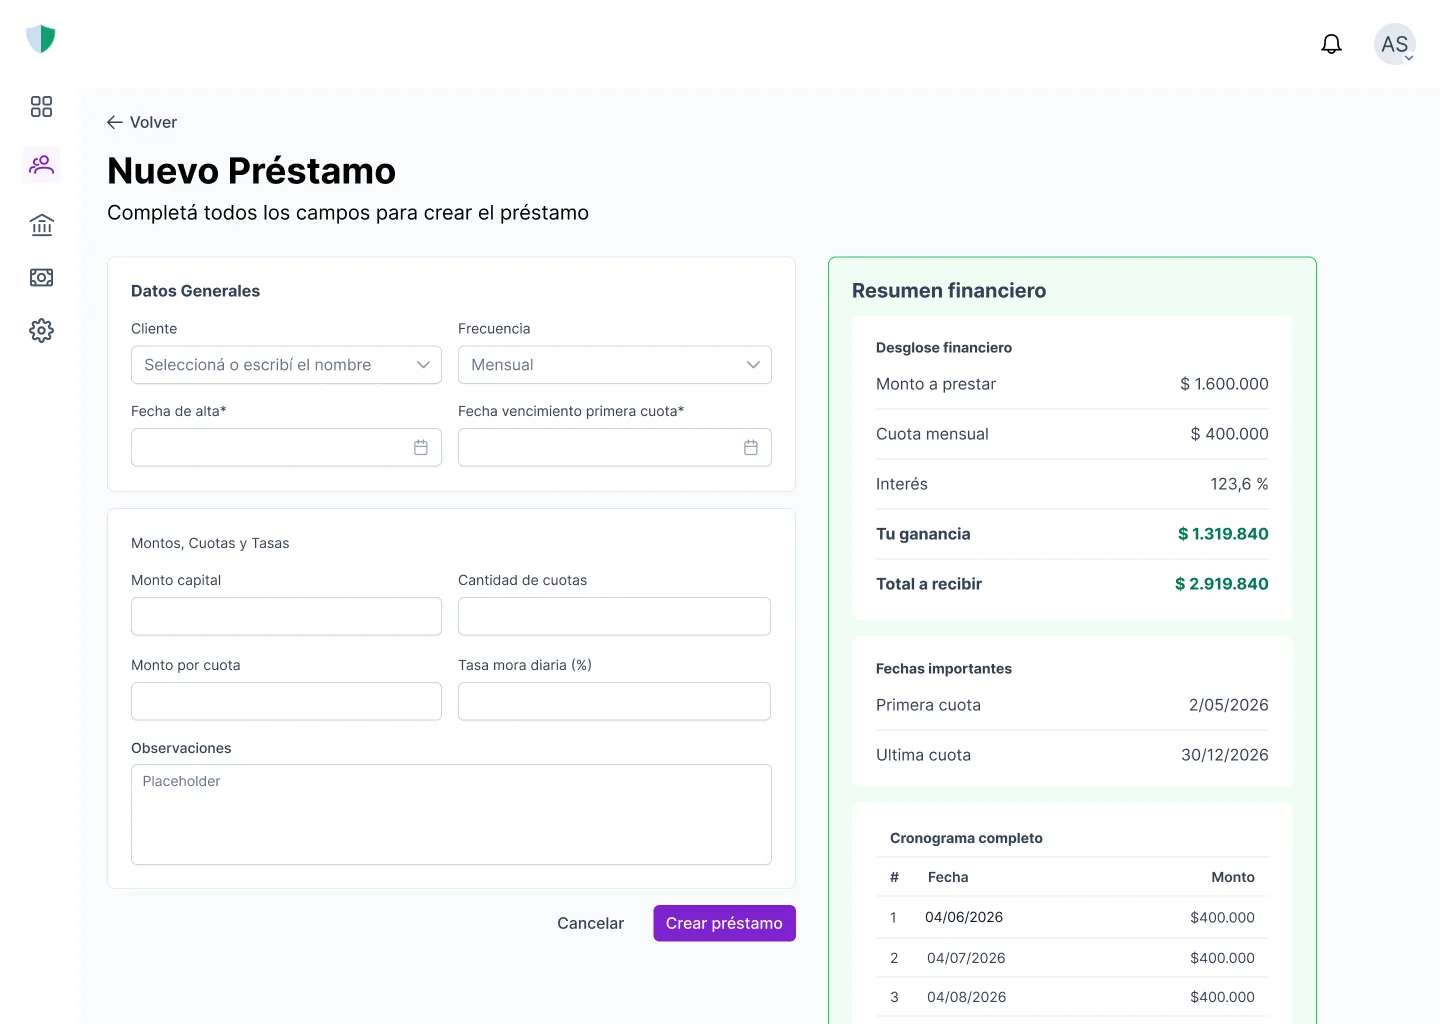 AS
Volver
Nuevo Préstamo
Completá todos los campos para crear el préstamo
Datos Generales
Cliente
Frecuencia
Seleccioná o escribí el nombre
Mensual
Fecha de alta*
Fecha vencimiento primera cuota*
Montos, Cuotas y Tasas
Monto capital
Cantidad de cuotas
Monto por cuota
Tasa mora diaria (%)
Observaciones
Placeholder
Cancelar
Crear préstamo
Resumen financiero
Desglose financiero
Monto a prestar $ 1.600.000
Cuota mensual $ 400.000
Interés 123,6 %
Tu ganancia $ 1.319.840
Total a recibir $ 2.919.840
Fechas importantes
Primera cuota 2/05/2026
Ultima cuota 30/12/2026
Cronograma completo
# Fecha Monto
1 04/06/2026 $400.000
2 04/07/2026 $400.000
3 04/08/2026 $400.000